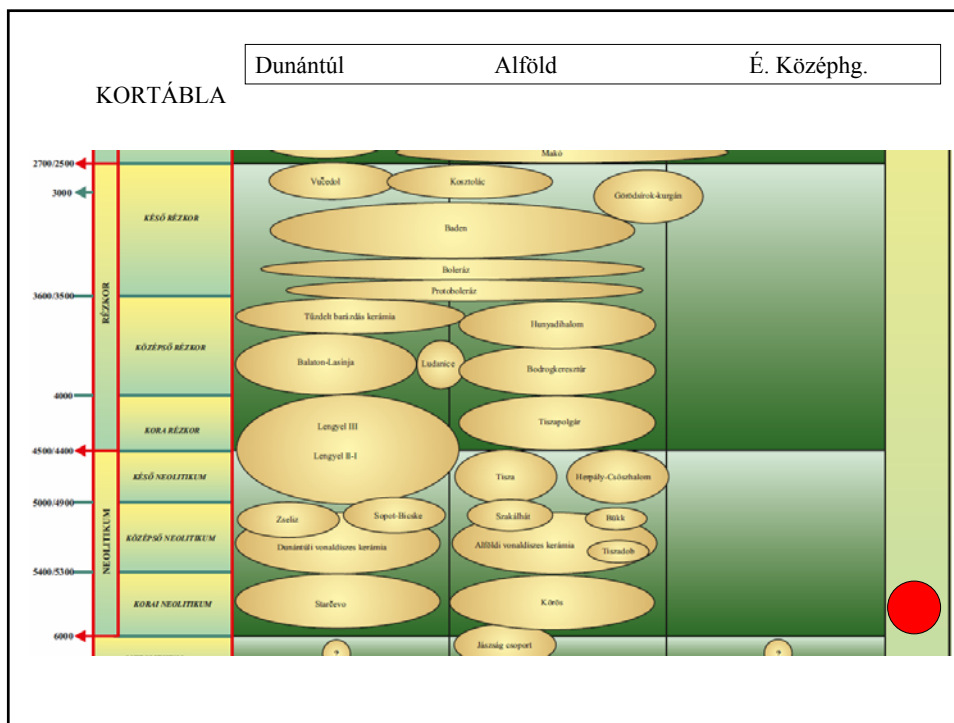 Dunántúl Alföld É. Középhg.
KORTÁBLA
Makó
2700/2500
Vučedol Kosztolác
3000
Gödörsírok-kurgán
KÉSŐ RÉZKOR
Baden
Boleráz
Protoboleráz
3600/3500
RÉZKOR
Tűzdelt barázdás kerámia
Hunyadihalom
KÖZÉPSŐ RÉZKOR
Balaton-Lasinja Ludanice Bodrogkeresztúr
4000
Lengyel III Tiszapolgár
KORA RÉZKOR
4500/4400
Lengyel II-I
KÉSŐ NEOLITIKUM
Tisza Herpály-Csőszhalom
5000/4900
Zseliz Sopot-Bicske Szakálhát Bükk
NEOLITIKUM
KÖZÉPSŐ NEOLITIKUM
Dunántúli vonaldíszes kerámia Alföldi vonaldíszes kerámia
Tiszadob
5400/5300
KORAI NEOLITIKUM Starčevo Körös
6000
? Jászság csoport ?